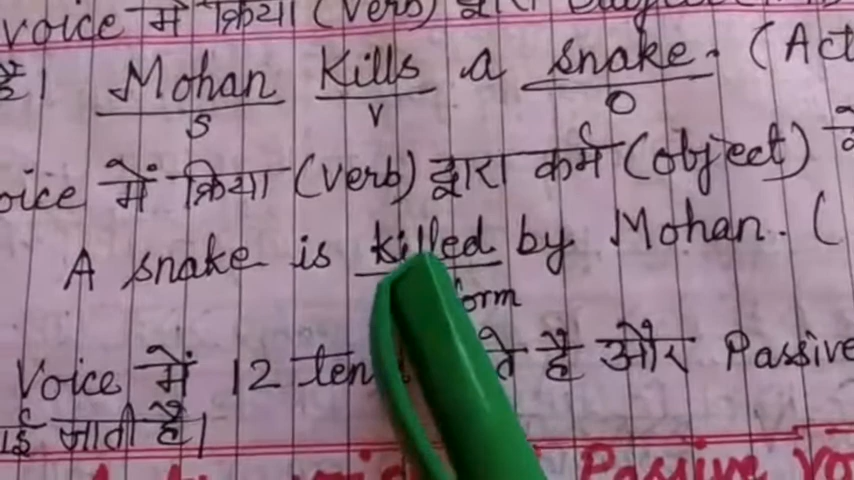 voice में क्रिया (Verb) द्वारा
है। Mohan Kills a snake. (Act
S V O
oice में क्रिया (Verb) द्वारा कर्म (object) के
A snake is killed by Mohan. (
orm
Voice में 12 ten ते है और Passive
ाई जाती है।
Passive Vo